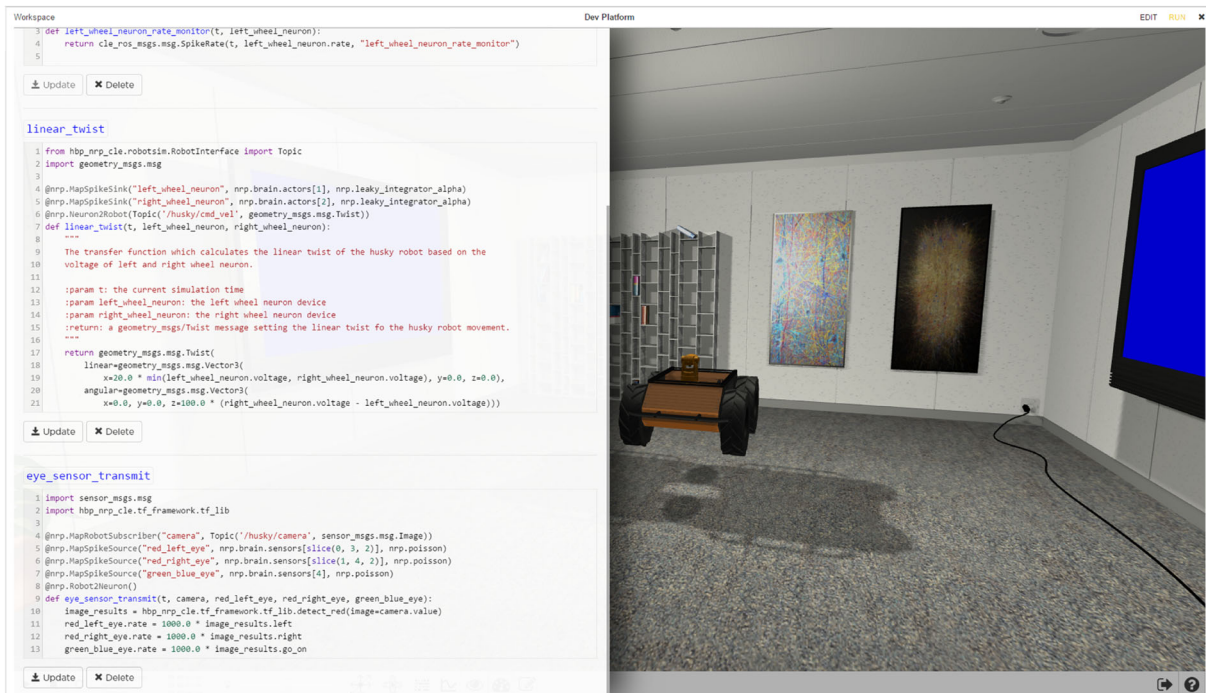 Workspace
Dev Platform
EDIT RUN ✖
3 def left_wheel_neuron_rate_monitor(t, left_wheel_neuron):
4     return cle_ros_msgs.msg.SpikeRate(t, left_wheel_neuron.rate, "left_wheel_neuron_rate_monitor")
5
Update ✖ Delete
linear_twist
1 from hbp_nrp_cle.robotsim.RobotInterface import Topic
2 import geometry_msgs.msg
3
4 @nrp.MapSpikeSink("left_wheel_neuron", nrp.brain.actors[1], nrp.leaky_integrator_alpha)
5 @nrp.MapSpikeSink("right_wheel_neuron", nrp.brain.actors[2], nrp.leaky_integrator_alpha)
6 @nrp.Neuron2Robot(Topic('/husky/cmd_vel', geometry_msgs.msg.Twist))
7 def linear_twist(t, left_wheel_neuron, right_wheel_neuron):
8     """
9     The transfer function which calculates the linear twist of the husky robot based on the
10     voltage of left and right wheel neuron.
11
12     :param t: the current simulation time
13     :param left_wheel_neuron: the left wheel neuron device
14     :param right_wheel_neuron: the right wheel neuron device
15     :return: a geometry_msgs/Twist message setting the linear twist fo the husky robot movement.
16     """
17     return geometry_msgs.msg.Twist(
18         linear=geometry_msgs.msg.Vector3(
19             x=20.0 * min(left_wheel_neuron.voltage, right_wheel_neuron.voltage), y=0.0, z=0.0),
20         angular=geometry_msgs.msg.Vector3(
21             x=0.0, y=0.0, z=100.0 * (right_wheel_neuron.voltage - left_wheel_neuron.voltage)))
Update ✖ Delete
eye_sensor_transmit
1 import sensor_msgs.msg
2 import hbp_nrp_cle.tf_framework.tf_lib
3
4 @nrp.MapRobotSubscriber("camera", Topic('/husky/camera', sensor_msgs.msg.Image))
5 @nrp.MapSpikeSource("red_left_eye", nrp.brain.sensors[slice(0, 3, 2)], nrp.poisson)
6 @nrp.MapSpikeSource("red_right_eye", nrp.brain.sensors[slice(1, 4, 2)], nrp.poisson)
7 @nrp.MapSpikeSource("green_blue_eye", nrp.brain.sensors[4], nrp.poisson)
8 @nrp.Robot2Neuron()
9 def eye_sensor_transmit(t, camera, red_left_eye, red_right_eye, green_blue_eye):
10     image_results = hbp_nrp_cle.tf_framework.tf_lib.detect_red(image=camera.value)
11     red_left_eye.rate = 1000.0 * image_results.left
12     red_right_eye.rate = 1000.0 * image_results.right
13     green_blue_eye.rate = 1000.0 * image_results.go_on
Update ✖ Delete